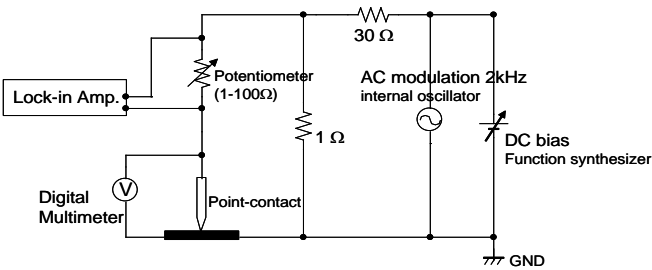 30 Ω
Potentiometer
(1-100Ω)
AC modulation 2kHz
internal oscillator
Lock-in Amp.
1 Ω
DC bias
Function synthesizer
V
Digital
Multimeter
Point-contact
GND